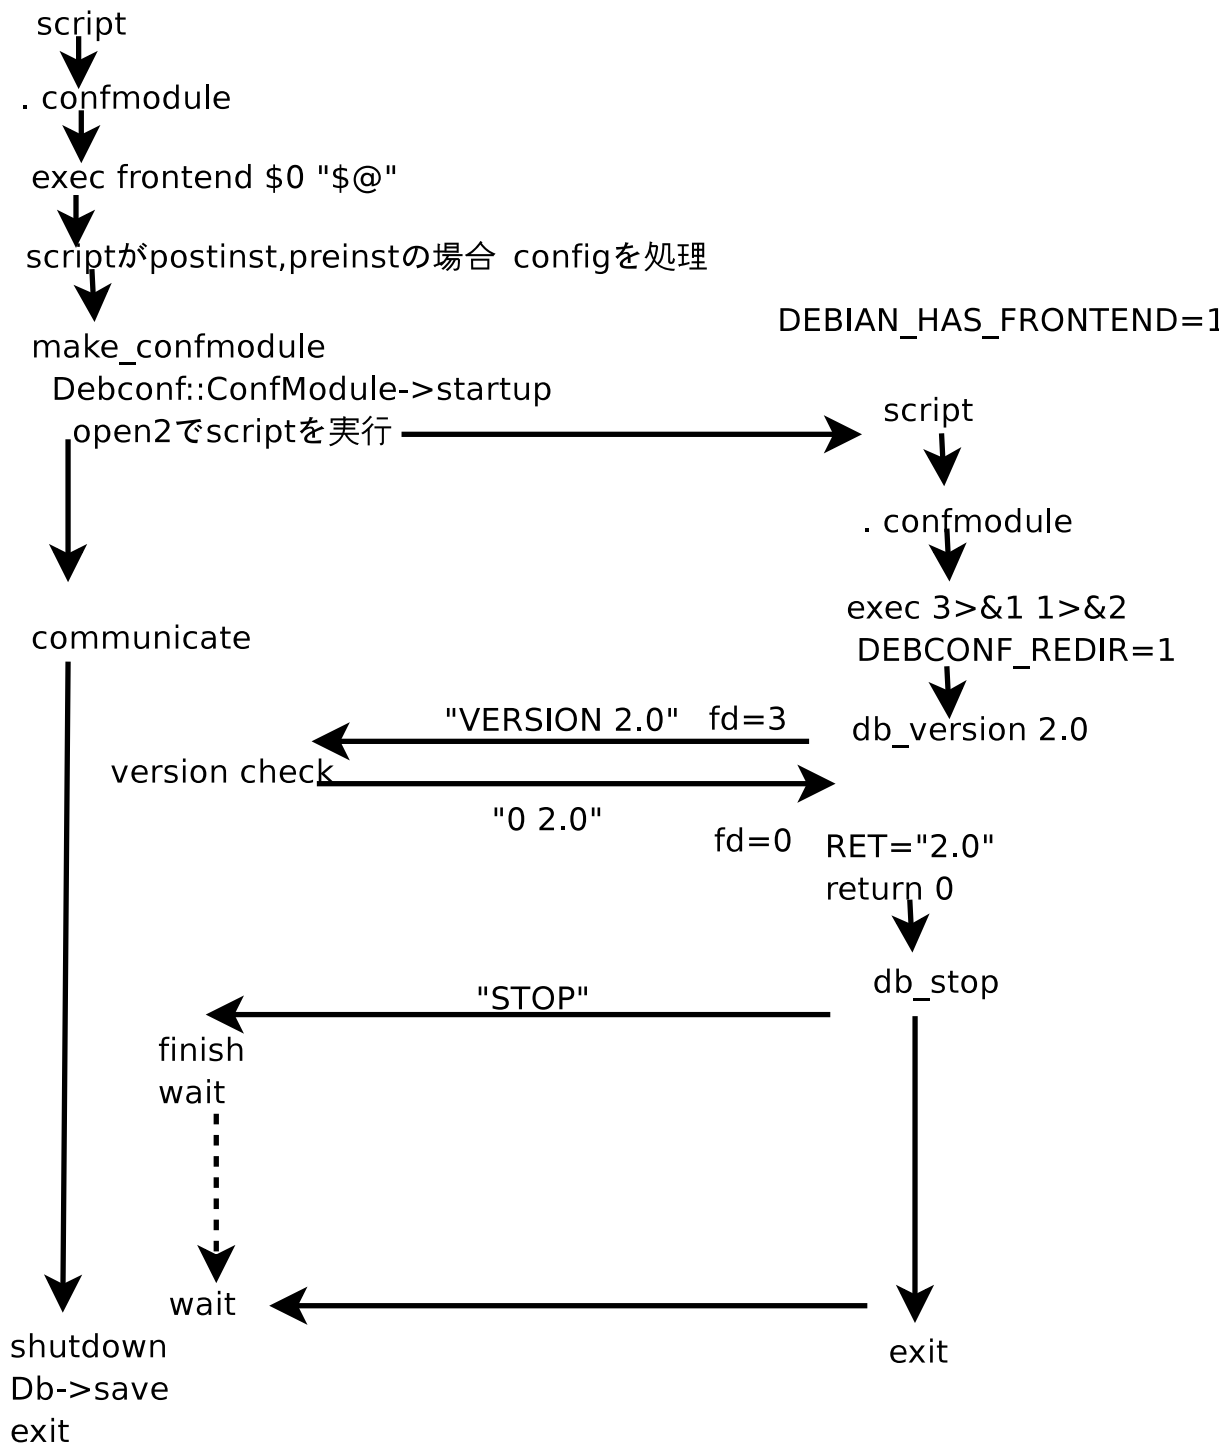 script
. confmodule
exec frontend $0 "$@"
scriptがpostinst,preinstの場合 configを処理
make_confmodule
Debconf::ConfModule->startup
open2でscriptを実行
DEBIAN_HAS_FRONTEND=1
script
. confmodule
exec 3>&1 1>&2
DEBCONF_REDIR=1
communicate
"VERSION 2.0" fd=3
db_version 2.0
version check
"0 2.0"
fd=0
RET="2.0"
return 0
db_stop
"STOP"
finish
wait
wait
exit
shutdown
Db->save
exit